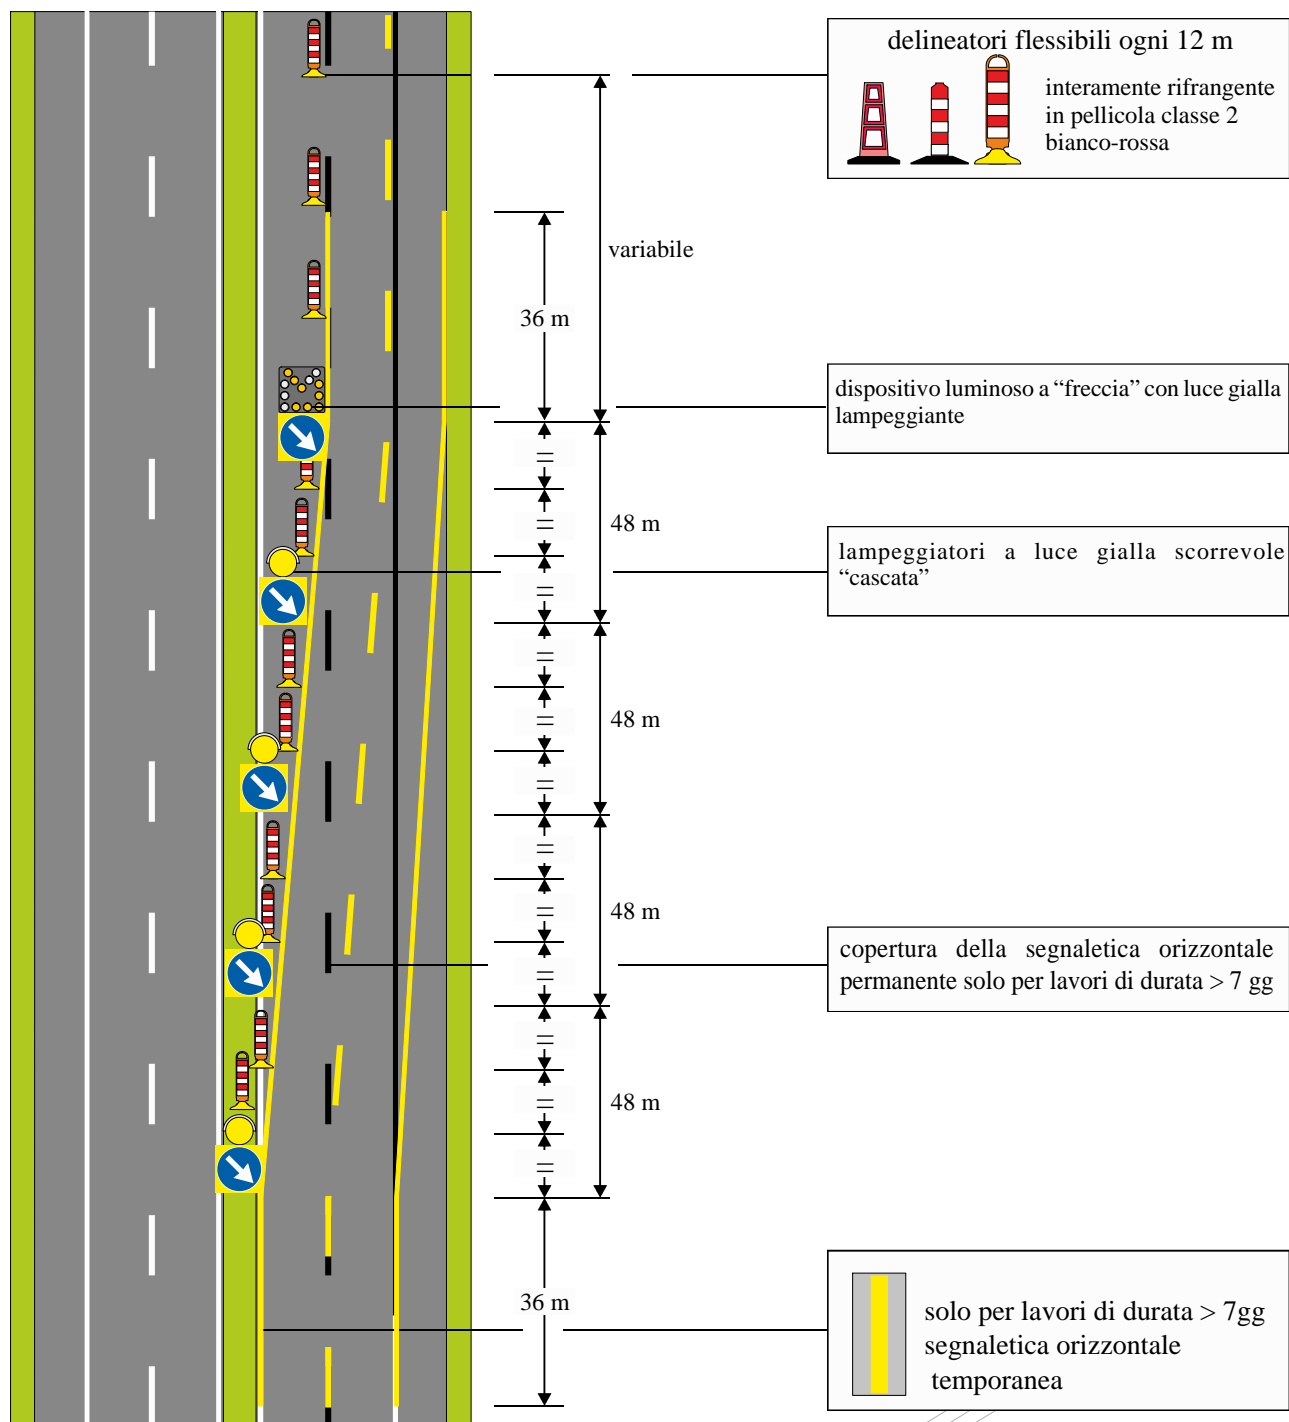 delineatori flessibili ogni 12 m
interamente rifrangente
in pellicola classe 2
bianco-rossa
variabile
36 m
dispositivo luminoso a “freccia” con luce gialla
lampeggiante
48 m
lampeggiatori a luce gialla scorrevole
“cascata”
48 m
48 m
copertura della segnaletica orizzontale
permanente solo per lavori di durata > 7 gg
48 m
36 m
solo per lavori di durata > 7gg
segnaletica orizzontale
temporanea